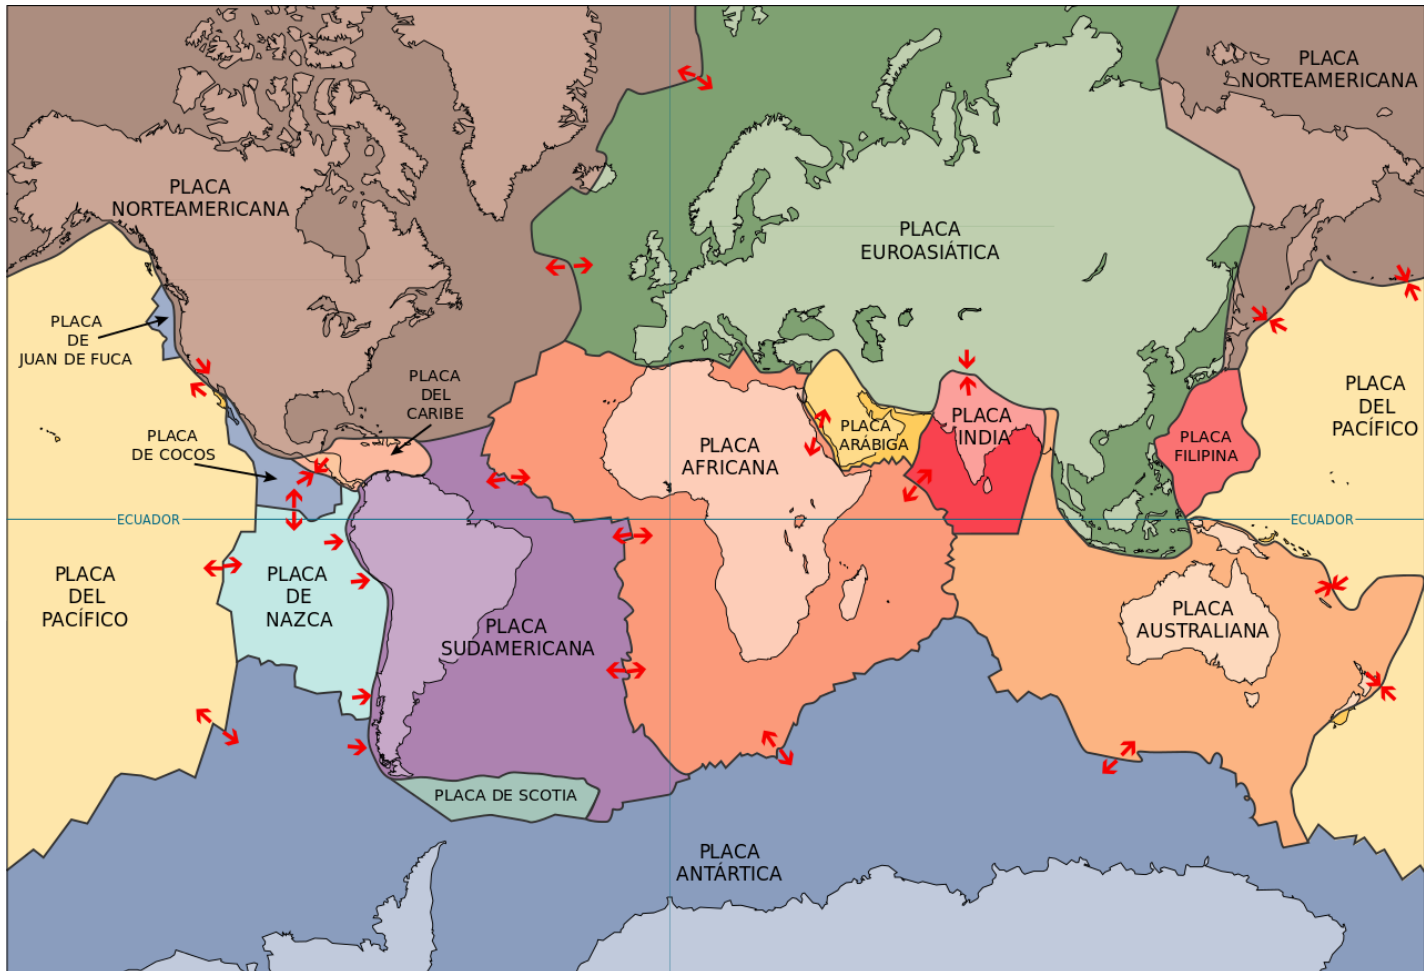 PLACA
NORTEAMERICANA
PLACA
NORTEAMERICANA
PLACA
EUROASIÁTICA
PLACA
DE
JUAN DE FUCA
PLACA
DEL
CARIBE
PLACA
DE COCOS
PLACA
AFRICANA
PLACA
ARÁBIGA
PLACA
INDIA
PLACA
FILIPINA
PLACA
DEL
PACÍFICO
ECUADOR
ECUADOR
PLACA
DEL
PACÍFICO
PLACA
DE
NAZCA
PLACA
SUDAMERICANA
PLACA
AUSTRALIANA
PLACA DE SCOTIA
PLACA
ANTÁRTICA